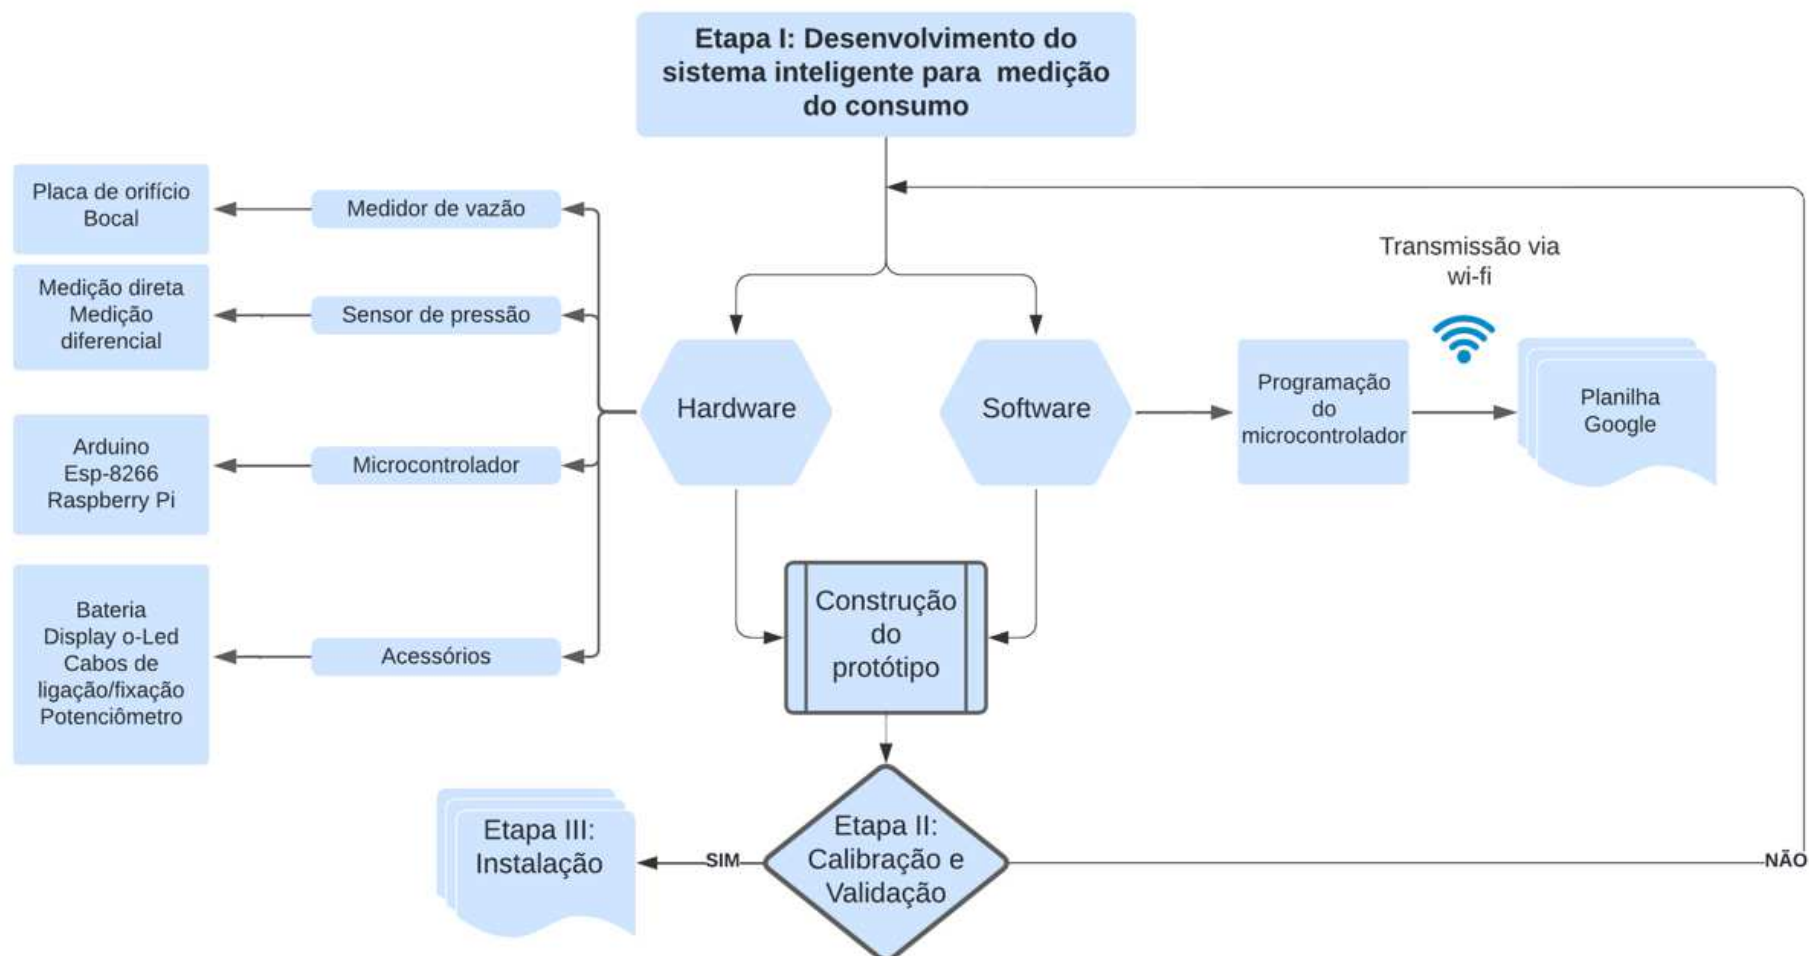 Etapa I: Desenvolvimento do
sistema inteligente para medição
do consumo
Placa de orifício
Bocal
Medidor de vazão
Medição direta
Medição
diferencial
Sensor de pressão
Arduino
Esp-8266
Raspberry Pi
Microcontrolador
Bateria
Display o-Led
Cabos de
ligação/fixação
Potenciômetro
Acessórios
Hardware
Software
Programação
do
microcontrolador
Transmissão via
wi-fi
Planilha
Google
Construção
do
protótipo
Etapa II:
Calibração e
Validação
SIM
NÃO
Etapa III:
Instalação